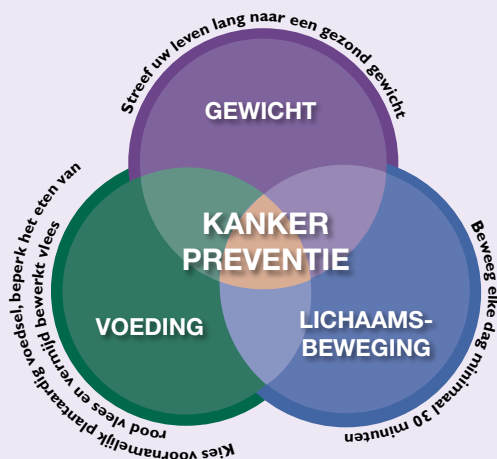 Streef uw leven lang naar een gezond gewicht
GEWICHT
KANKER
PREVENTIE
VOEDING
LICHAAMS-
BEWEGING
Kies voornamelijk plantaardig voedsel, beperk het eten van
rood vlees en vermijd bewerkt vlees
Beweeg elke dag minimaal 30 minuten